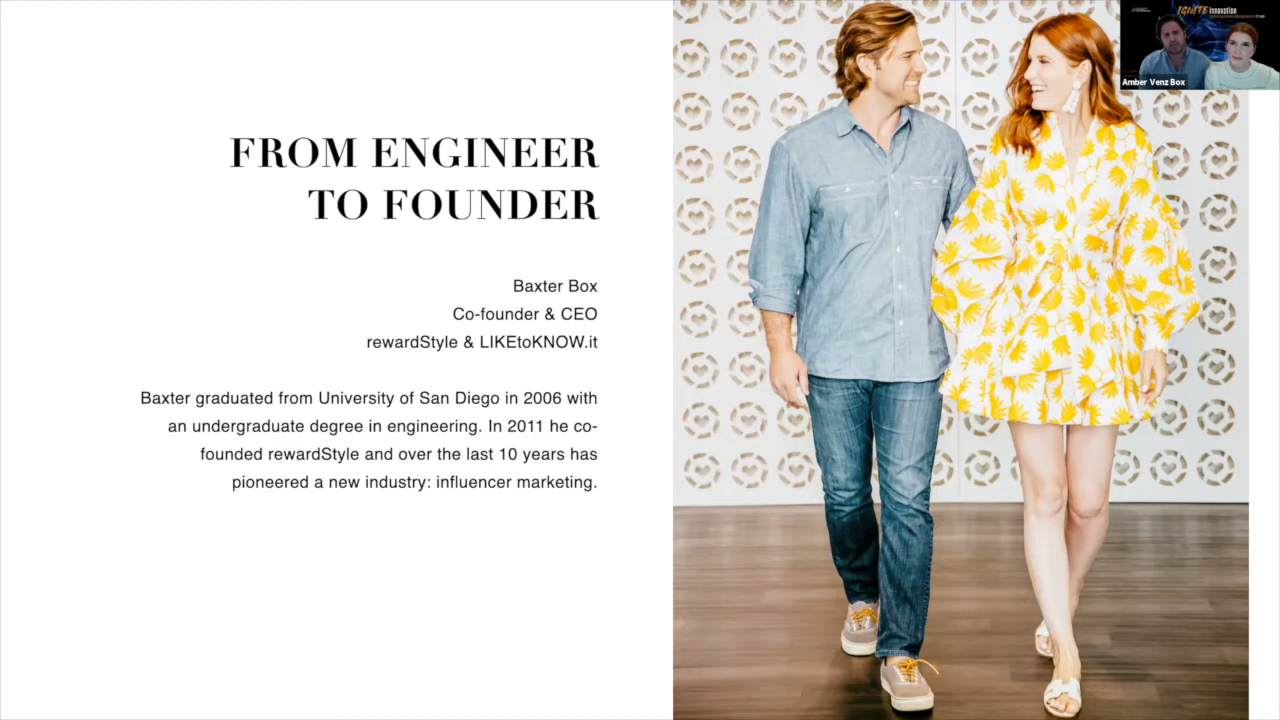 FROM ENGINEER
TO FOUNDER
Baxter Box
Co-founder & CEO
rewardStyle & LIKEtoKNOW.it
Baxter graduated from University of San Diego in 2006 with
an undergraduate degree in engineering. In 2011 he co-
founded rewardStyle and over the last 10 years has
pioneered a new industry: influencer marketing.
IGNITE innovation
Amber Venz Box